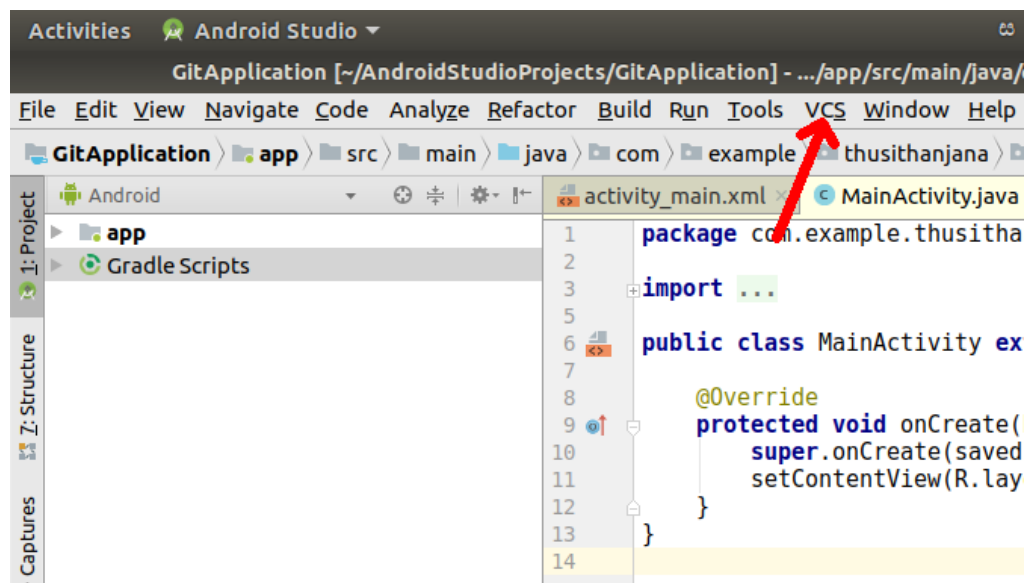 Activities Android Studio
ස
GitApplication [~/AndroidStudioProjects/GitApplication] - .../app/src/main/java/
File Edit View Navigate Code Analyze Refactor Build Run Tools VCS Window Help
GitApplication app src main java com example thusithanjana
1: Project
Android
activity_main.xml MainActivity.java
app
Gradle Scripts
7: Structure
Captures
1 package com.example.thusitha
2
3 import ...
5
6 public class MainActivity ex
7
8 @Override
9 protected void onCreate(
10 super.onCreate(saved
11 setContentView(R.lay
12 }
13 }
14